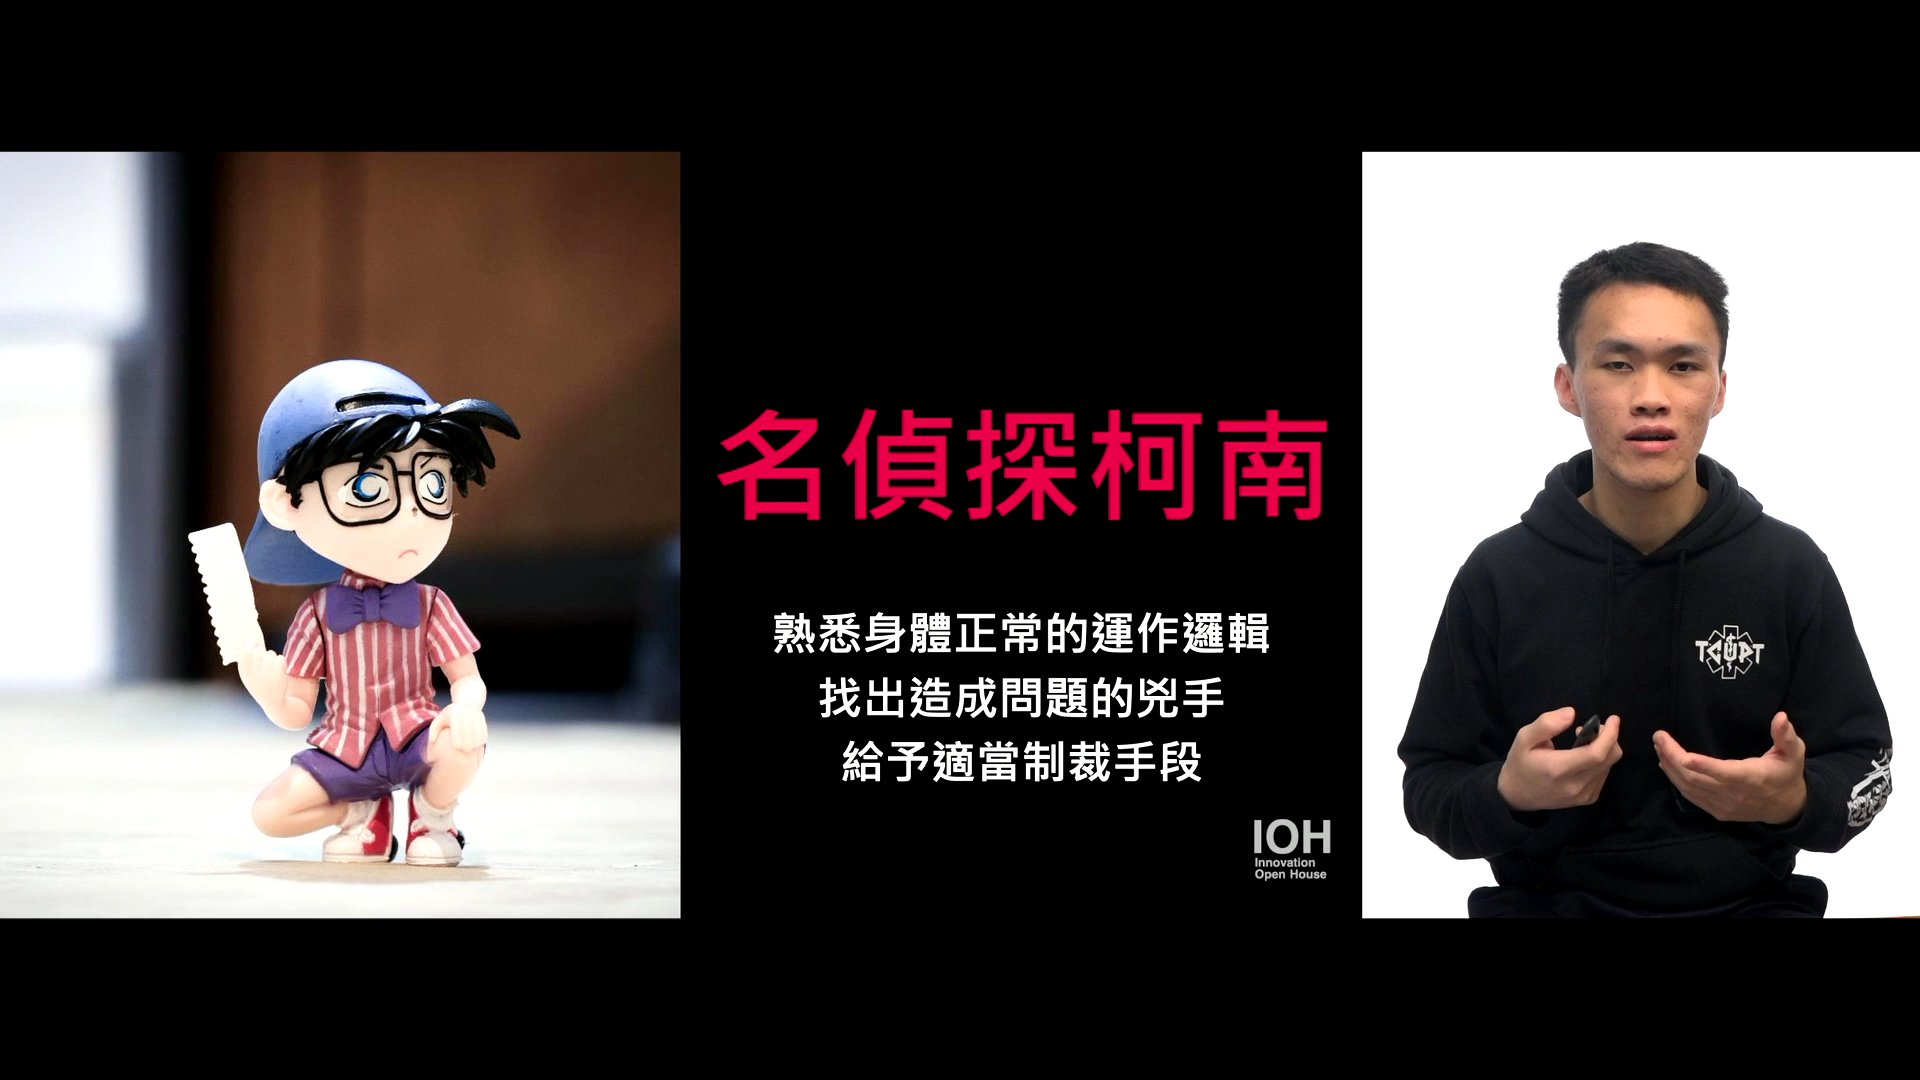 名偵探柯南
熟悉身體正常的運作邏輯
找出造成問題的兇手
給予適當制裁手段
IOH
Innovation
Open House
TCUPT